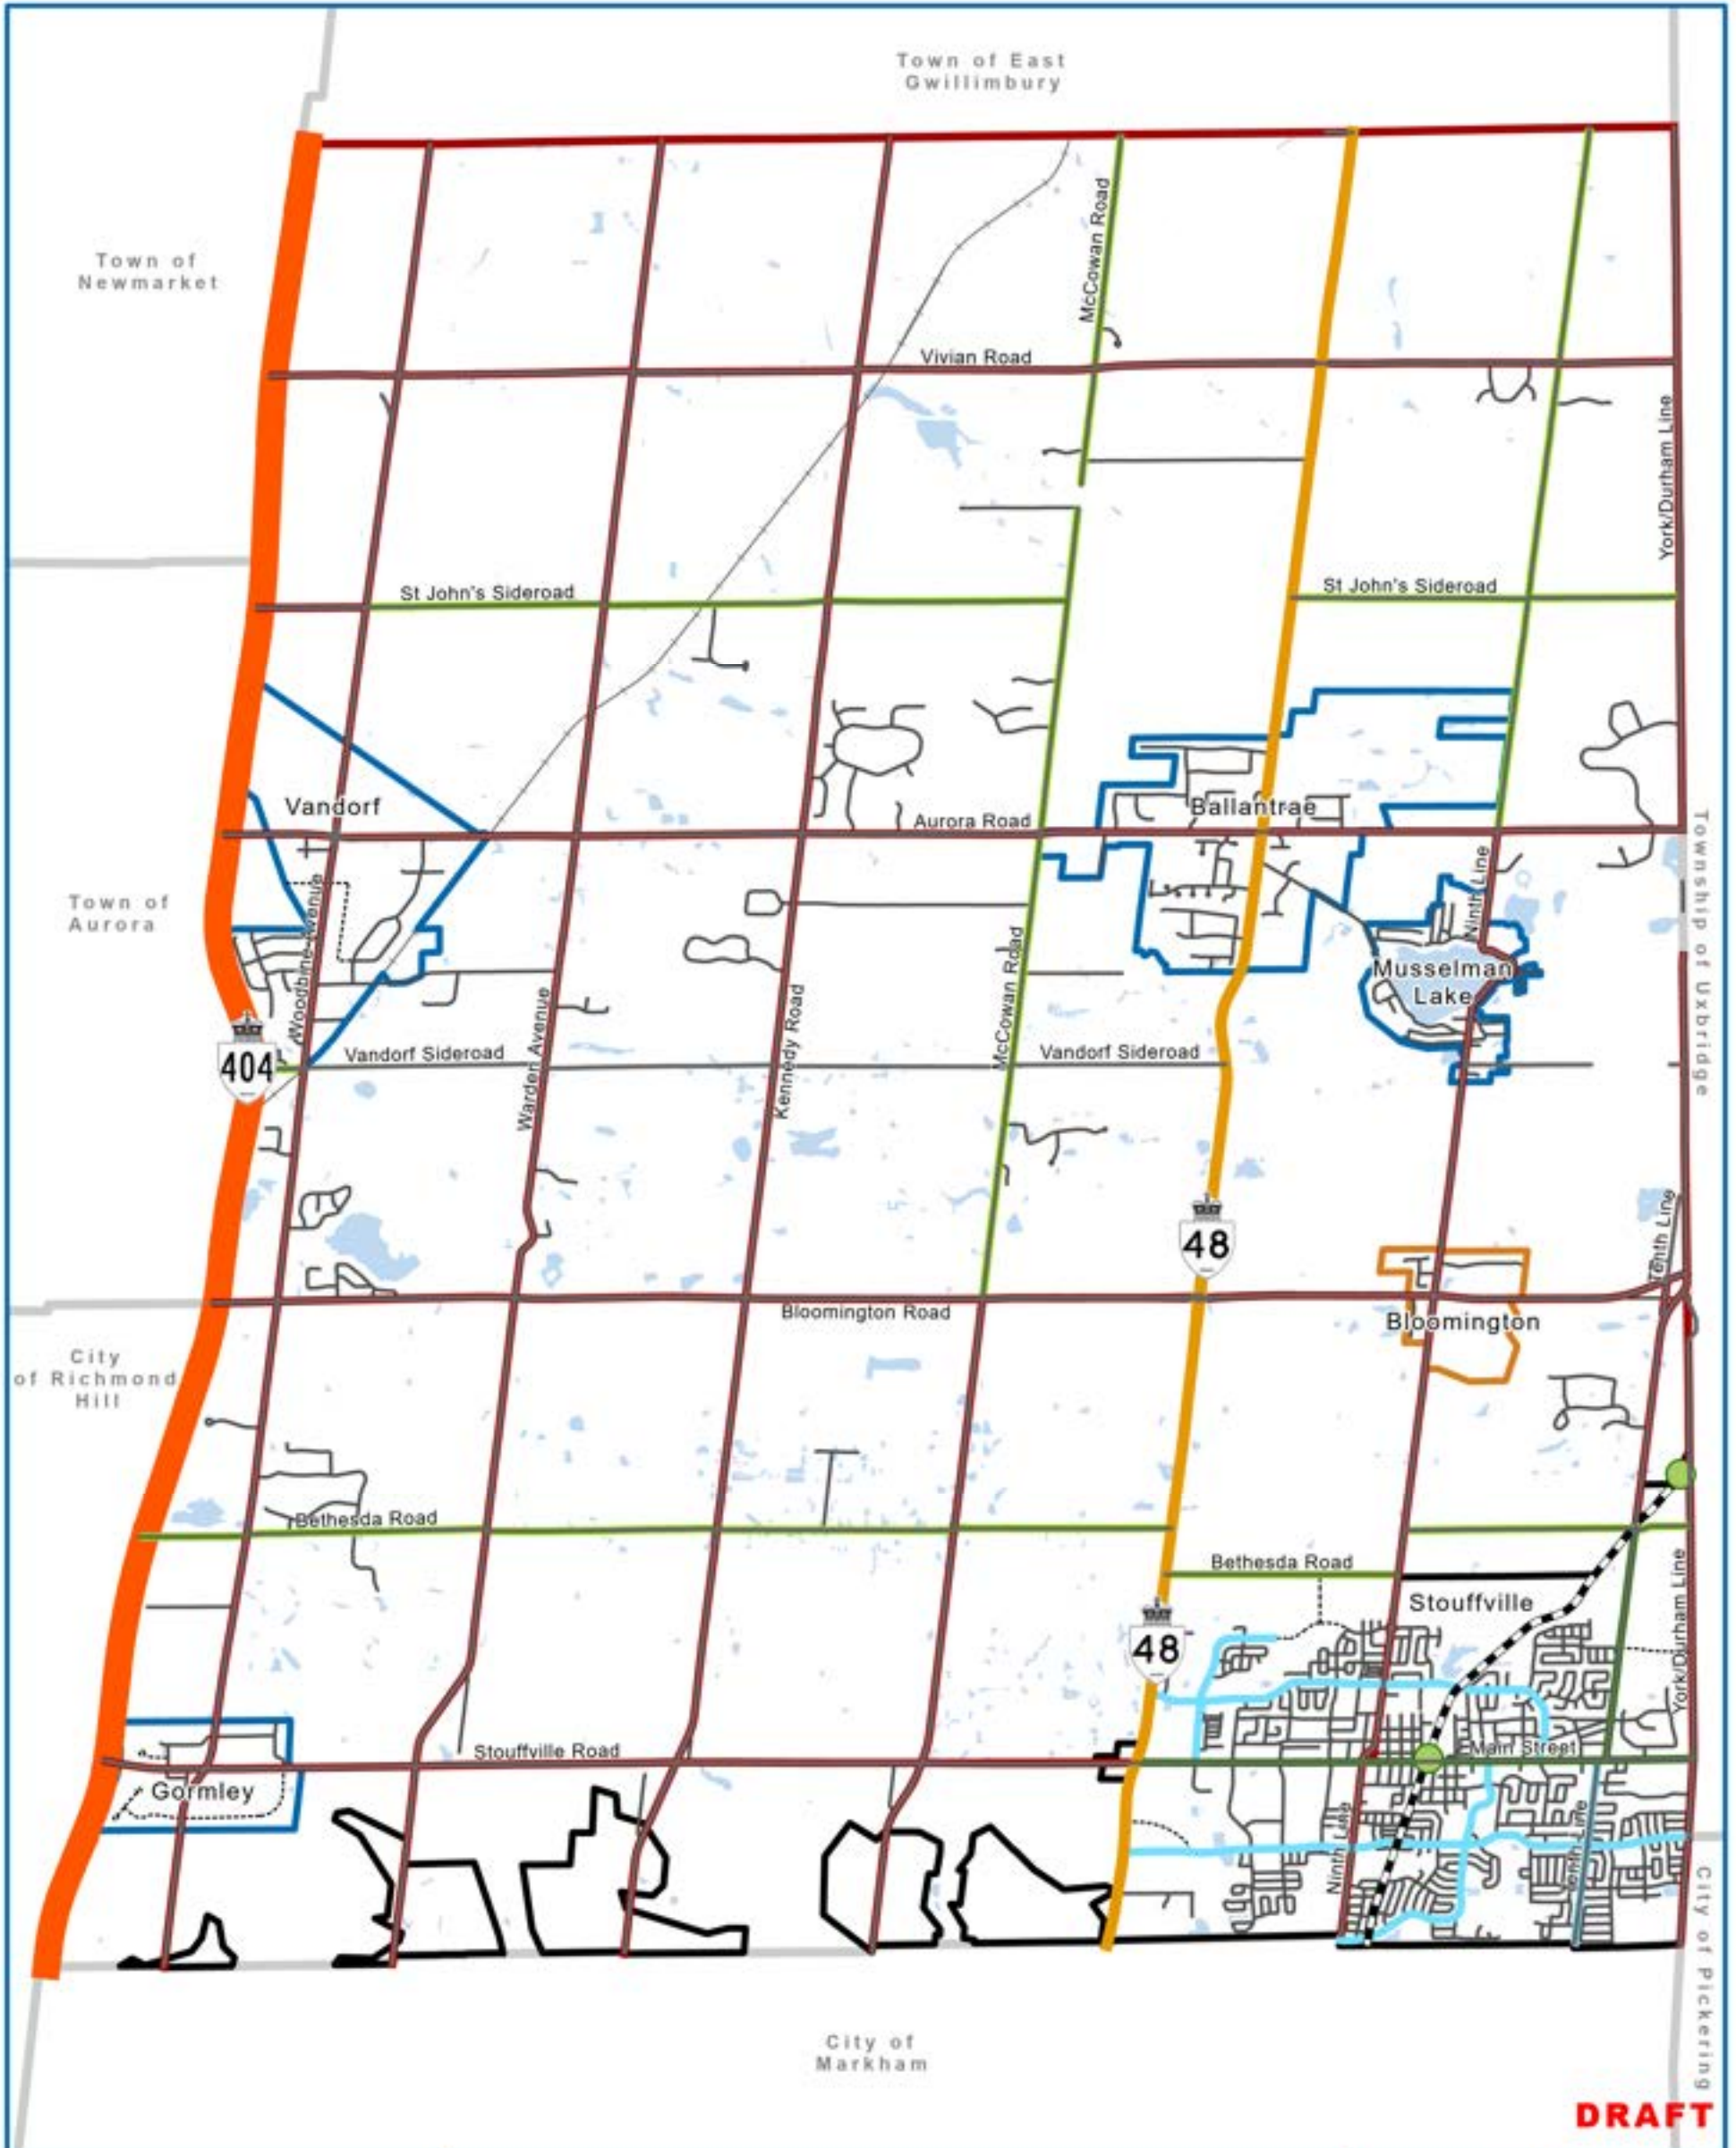 Town of East
Gwillimbury
Town of
Newmarket
McCowan Road
Vivian Road
York/Durham Line
St John's Sideroad
St John's Sideroad
Vandorf
Ballantrae
Aurora Road
Township of Uxbridge
Town of
Aurora
Woodbine Avenue
Ninth Line
McCowan Road
Musselman
Lake
Warden Avenue
Kennedy Road
404
Vandorf Sideroad
Vandorf Sideroad
Tenth Line
48
Bloomington Road
Bloomington
City
of Richmond
Hill
Bethesda Road
Bethesda Road
York/Durham Line
Stouffville
48
Stouffville Road
Main Street
Gormley
Ninth Line
Tenth Line
City of Pickering
City of
Markham
DRAFT